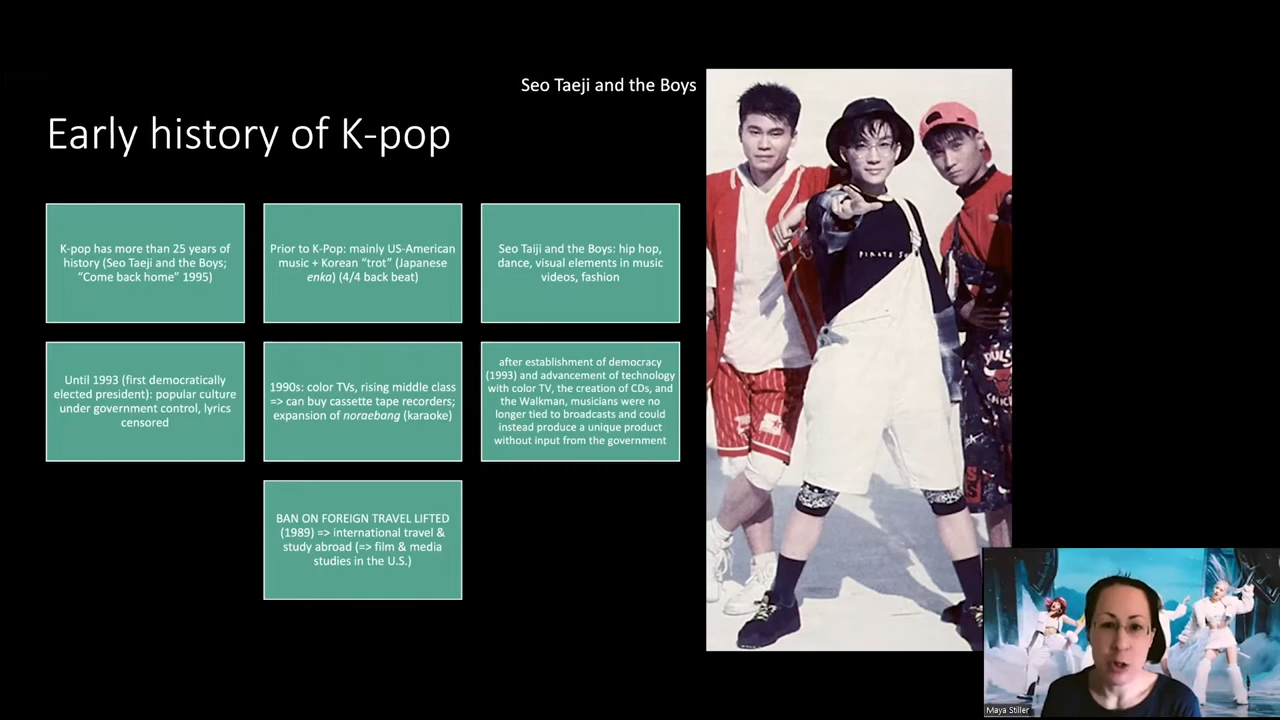 Seo Taeji and the Boys
Early history of K-pop
K-pop has more than 25 years of
history (Seo Taeji and the Boys;
“Come back home” 1995)
Prior to K-Pop: mainly US-American
music + Korean “trot” (Japanese
enka) (4/4 back beat)
Seo Taiji and the Boys: hip hop,
dance, visual elements in music
videos, fashion
Until 1993 (first democratically
elected president): popular culture
under government control, lyrics
censored
1990s: color TVs, rising middle class
=> can buy cassette tape recorders;
expansion of noraebang (karaoke)
after establishment of democracy
(1993) and advancement of technology
with color TV, the creation of CDs, and
the Walkman, musicians were no
longer tied to broadcasts and could
instead produce a unique product
without input from the government
BAN ON FOREIGN TRAVEL LIFTED
(1989) => international travel &
study abroad (=> film & media
studies in the U.S.)
Maya Stiller